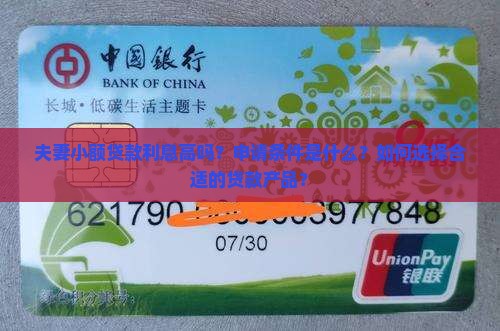 中国银行
BANK OF CHINA
长城·低碳生活主题卡
夫妻小额贷款利息高吗？申请条件是什么？如何选择合
适的贷款产品？
621790 977848
07/30
UnionPay
银联